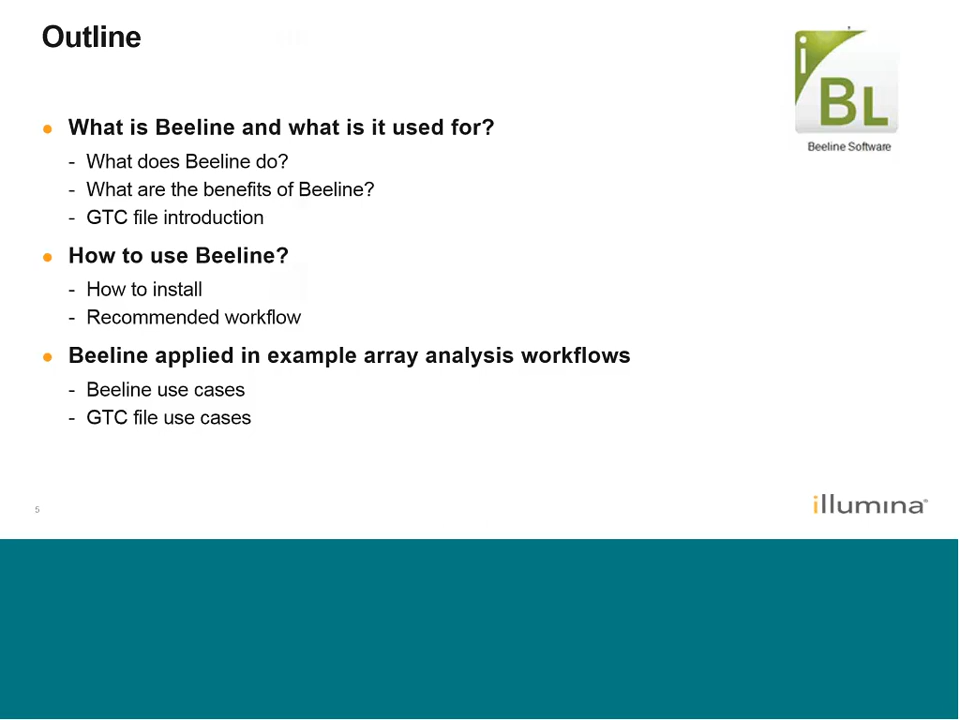 Outline
i
BL
Beeline Software
● What is Beeline and what is it used for?
- What does Beeline do?
- What are the benefits of Beeline?
- GTC file introduction
● How to use Beeline?
- How to install
- Recommended workflow
● Beeline applied in example array analysis workflows
- Beeline use cases
- GTC file use cases
5
illumina®